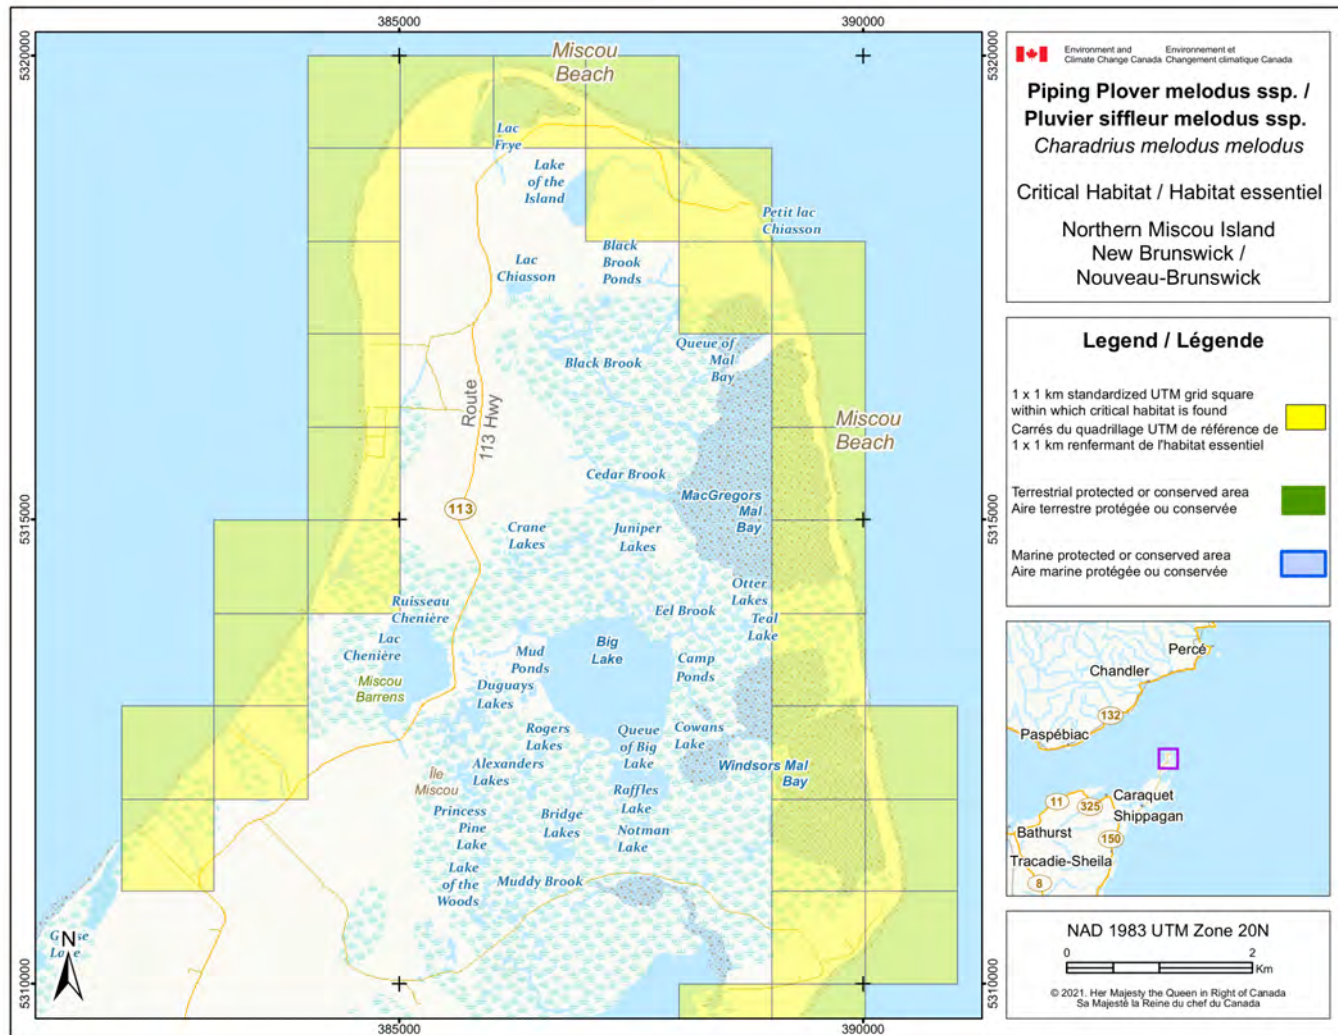 385000
390000
5320000
5320000
5315000
5315000
5310000
5310000
385000
390000
Miscou
Beach
Lac
Frye
Lake
of the
Island
Petit lac
Chiasson
Lac
Chiasson
Black
Brook
Ponds
Black Brook
Queue of
Mal
Bay
Route
113 Hwy
Miscou
Beach
Cedar Brook
MacGregors
Mal
Bay
113
Crane
Lakes
Juniper
Lakes
Otter
Lakes
Ruisseau
Chenière
Eel Brook
Teal
Lake
Lac
Chenière
Mud
Ponds
Big
Lake
Camp
Ponds
Miscou
Barrens
Duguays
Lakes
Rogers
Lakes
Queue
of Big
Lake
Cowans
Lake
Alexanders
Lakes
Windsors Mal
Bay
Île
Miscou
Raffles
Lake
Princess
Pine
Lake
Bridge
Lakes
Notman
Lake
Lake
of the
Woods
Muddy Brook
N
Environment and
Climate Change Canada
Environnement et
Changement climatique Canada
Piping Plover melodus ssp. /
Pluvier siffleur melodus ssp.
Charadrius melodus melodus
Critical Habitat / Habitat essentiel
Northern Miscou Island
New Brunswick /
Nouveau-Brunswick
Legend / Légende
1 x 1 km standardized UTM grid square
within which critical habitat is found
Carrés du quadrillage UTM de référence de
1 x 1 km renfermant de l'habitat essentiel
Terrestrial protected or conserved area
Aire terrestre protégée ou conservée
Marine protected or conserved area
Aire marine protégée ou conservée
Percé
Chandler
132
Paspébiac
Caraquet
11
325
Shippagan
Bathurst
150
Tracadie-Sheila
8
NAD 1983 UTM Zone 20N
0 2
Km
© 2021. Her Majesty the Queen in Right of Canada
Sa Majesté la Reine du chef du Canada